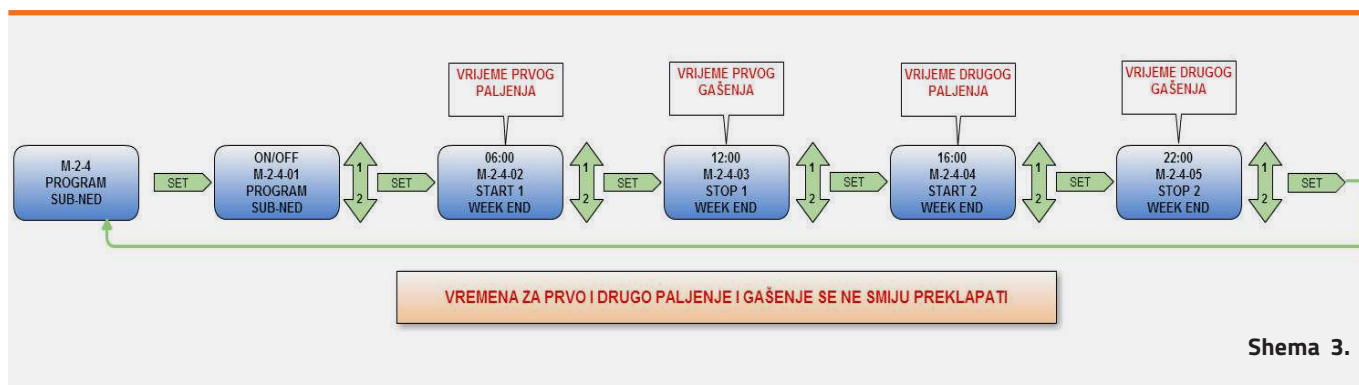 VRIJEME PRVOG
PALJENJA
VRIJEME PRVOG
GAŠENJA
VRIJEME DRUGOG
PALJENJA
VRIJEME DRUGOG
GAŠENJA
M-2-4
PROGRAM
SUB-NED
SET
ON/OFF
M-2-4-01
PROGRAM
SUB-NED
1
2
SET
06:00
M-2-4-02
START 1
WEEK END
1
2
SET
12:00
M-2-4-03
STOP 1
WEEK END
1
2
SET
16:00
M-2-4-04
START 2
WEEK END
1
2
SET
22:00
M-2-4-05
STOP 2
WEEK END
1
2
SET
VREMENA ZA PRVO I DRUGO PALJENJE I GAŠENJE SE NE SMIJU PREKLAPATI
Shema 3.